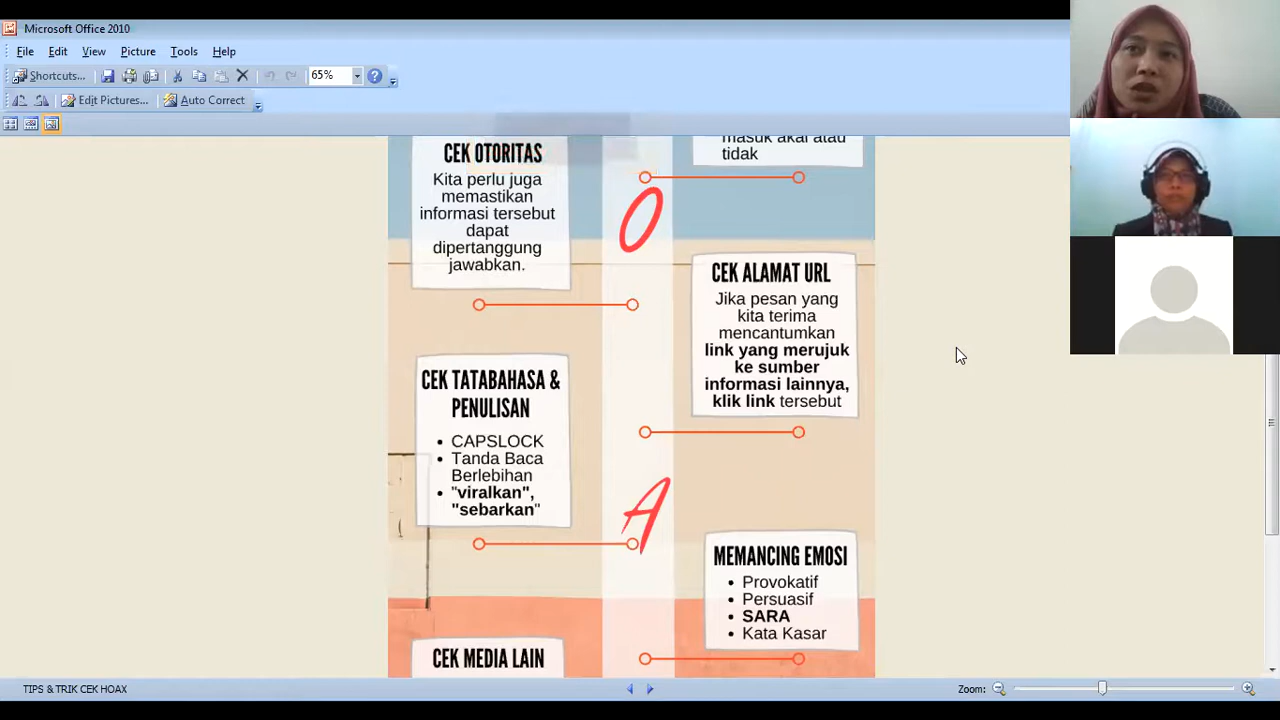 Microsoft Office 2010
File Edit View Picture Tools Help
Shortcuts... 65%
Edit Pictures... Auto Correct
masuk akal atau
tidak
CEK OTORITAS
Kita perlu juga
memastikan
informasi tersebut
dapat
dipertanggung
jawabkan.
O
CEK ALAMAT URL
Jika pesan yang
kita terima
mencantumkan
link yang merujuk
ke sumber
informasi lainnya,
klik link tersebut
CEK TATABAHASA &
PENULISAN
• CAPSLOCK
• Tanda Baca
Berlebihan
• "viralkan",
"sebarkan"
A
MEMANCING EMOSI
• Provokatif
• Persuasif
• SARA
• Kata Kasar
CEK MEDIA LAIN
TIPS & TRIK CEK HOAX
Zoom: